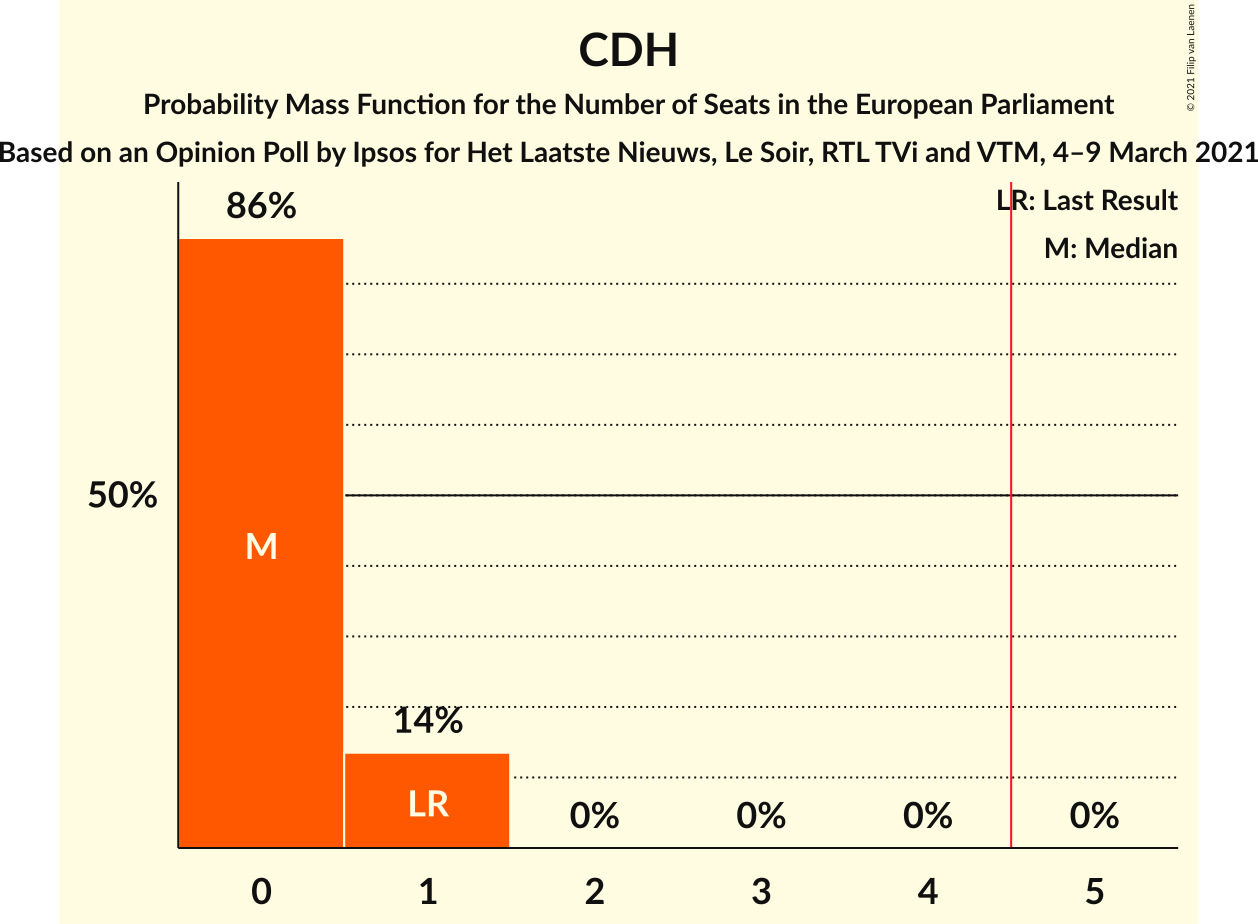 CDH
Probability Mass Function for the Number of Seats in the European Parliament
Based on an Opinion Poll by Ipsos for Het Laatste Nieuws, Le Soir, RTL TVi and VTM, 4–9 March 2021
© 2021 Filip van Laenen
LR: Last Result
M: Median
86%
50%
M
14%
LR
0%
0%
0%
0%
0
1
2
3
4
5